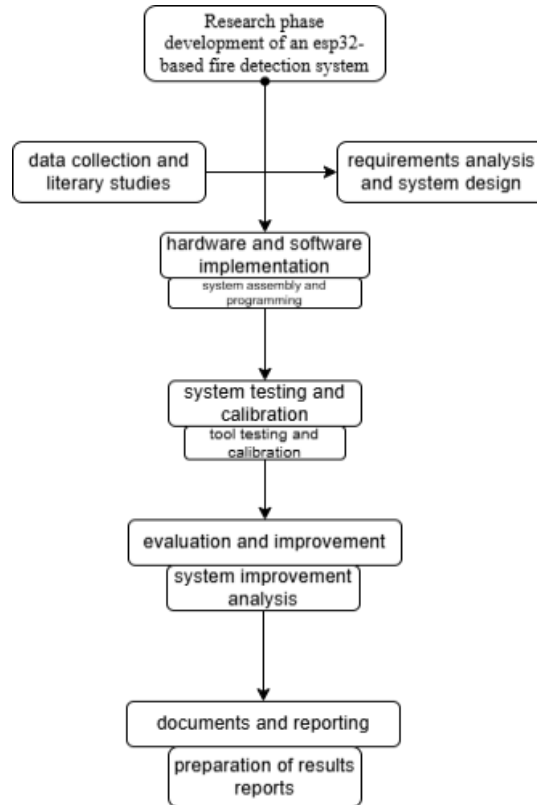 Research phase
development of an esp32-
based fire detection system
data collection and
literary studies
requirements analysis
and system design
hardware and software
implementation
system assembly and
programming
system testing and
calibration
tool testing and
calibration
evaluation and improvement
system improvement
analysis
documents and reporting
preparation of results
reports